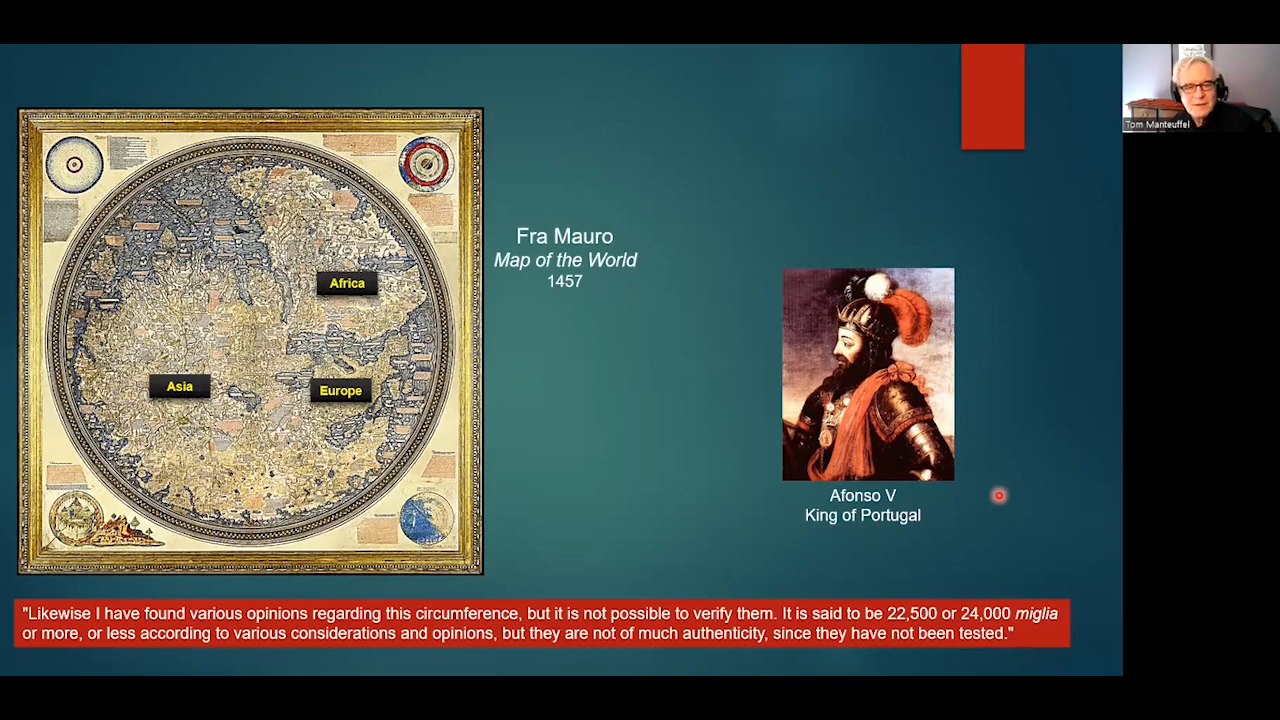 Tom Manteuffel
Fra Mauro
Map of the World
1457
Africa
Asia
Europe
Afonso V
King of Portugal
"Likewise I have found various opinions regarding this circumference, but it is not possible to verify them. It is said to be 22,500 or 24,000 miglia
or more, or less according to various considerations and opinions, but they are not of much authenticity, since they have not been tested."